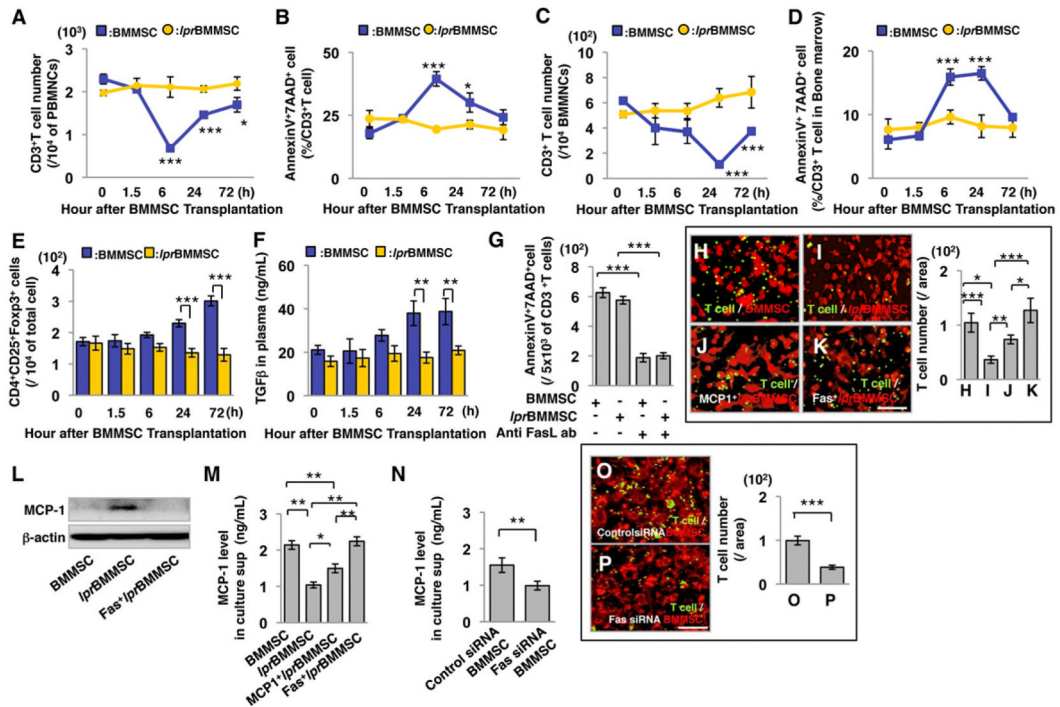 A
(10³)
■:BMMSC ●:lprBMMSC
CD3⁺T cell number
(/10⁴ of PBMNCs)
3
2
1
0
***
***
*
0 1.5 6 24 72 (h)
Hour after BMMSC Transplantation
B
■:BMMSC ●:lprBMMSC
AnnexinV⁺ 7AAD⁺ cell
(%/CD3⁺T cell)
50
25
0
***
*
0 1.5 6 24 72 (h)
Hour after BMMSC Transplantation
C
(10²)
■:BMMSC ●:lprBMMSC
CD3⁺ T cell number
(/10⁴ BMMNCs)
10
8
6
4
2
0
***
***
0 1.5 6 24 72 (h)
Hour after BMMSC Transplantation
D
■:BMMSC ●:lprBMMSC
AnnexinV⁺ 7AAD⁺ cell
(%/CD3⁺ T cell in Bone marrow)
20
10
0
***
***
0 1.5 6 24 72 (h)
Hour after BMMSC Transplantation
E
(10²)
■:BMMSC ■:lprBMMSC
CD4⁺CD25⁺Foxp3⁺ cells
(/ 10⁴ of total cell)
4
3
2
1
0
***
***
0 1.5 6 24 72 (h)
Hour after BMMSC Transplantation
F
■:BMMSC ■:lprBMMSC
TGFβ in plasma (ng/mL)
60
40
20
0
**
**
0 1.5 6 24 72 (h)
Hour after BMMSC Transplantation
G
(10²)
AnnexinV⁺7AAD⁺cell
(/ 5x10³ of CD3⁺T cells)
8
7
6
5
4
3
2
1
0
***
***
BMMSC + - + -
lprBMMSC - + - +
Anti FasL ab - - + +
H
T cell / BMMSC
I
T cell / lprBMMSC
J
T cell /
MCP1⁺lprBMMSC
K
T cell /
Fas⁺lprBMMSC
(10²)
T cell number (/ area)
2
1
0
***
*
***
**
*
H I J K
L
MCP-1
β-actin
BMMSC
lprBMMSC
Fas⁺lprBMMSC
M
MCP-1 level
in culture sup (ng/mL)
3
2
1
0
**
**
**
*
**
BMMSC
lprBMMSC
MCP1⁺lprBMMSC
Fas⁺lprBMMSC
N
MCP-1 level
in culture sup (ng/mL)
3
2
1
0
**
Control siRNA
BMMSC
Fas siRNA
BMMSC
O
T cell /
ControlsiRNABMMSC
P
T cell /
Fas siRNA BMMSC
(10²)
T cell number
(/ area)
2
1
0
***
O P